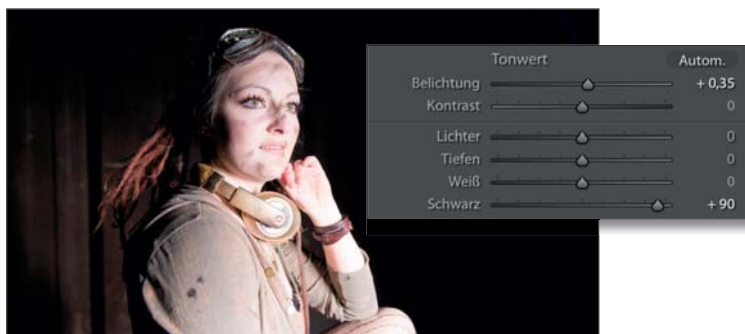 Tonwert Autom.
Belichtung + 0,35
Kontrast 0
Lichter 0
Tiefen 0
Weiß 0
Schwarz + 90